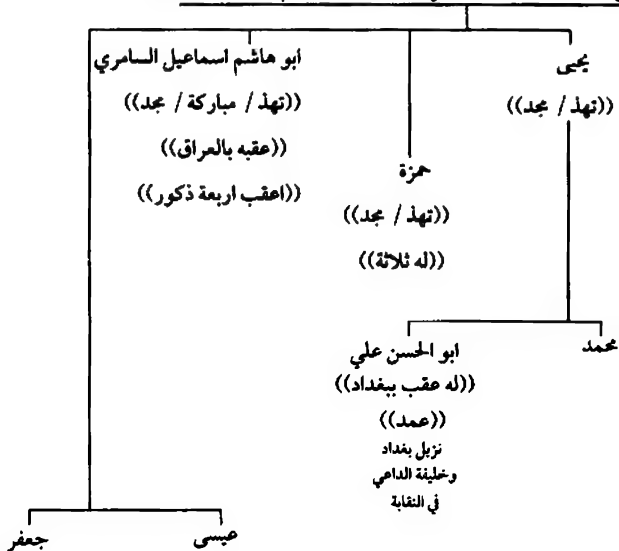 يحيى
((تهذ / مجد))
حمزة
((تهذ / مجد))
((له ثلاثة))
ابو هاشم اسماعيل السامري
((تهذ / مباركة / مجد))
((عقبه بالعراق))
((اعقب اربعة ذكور))
محمد
ابو الحسن علي
((له عقب ببغداد))
((عمد))
نزيل بغداد
وخليفة الداعي
في النقابة
عيسى
جعفر